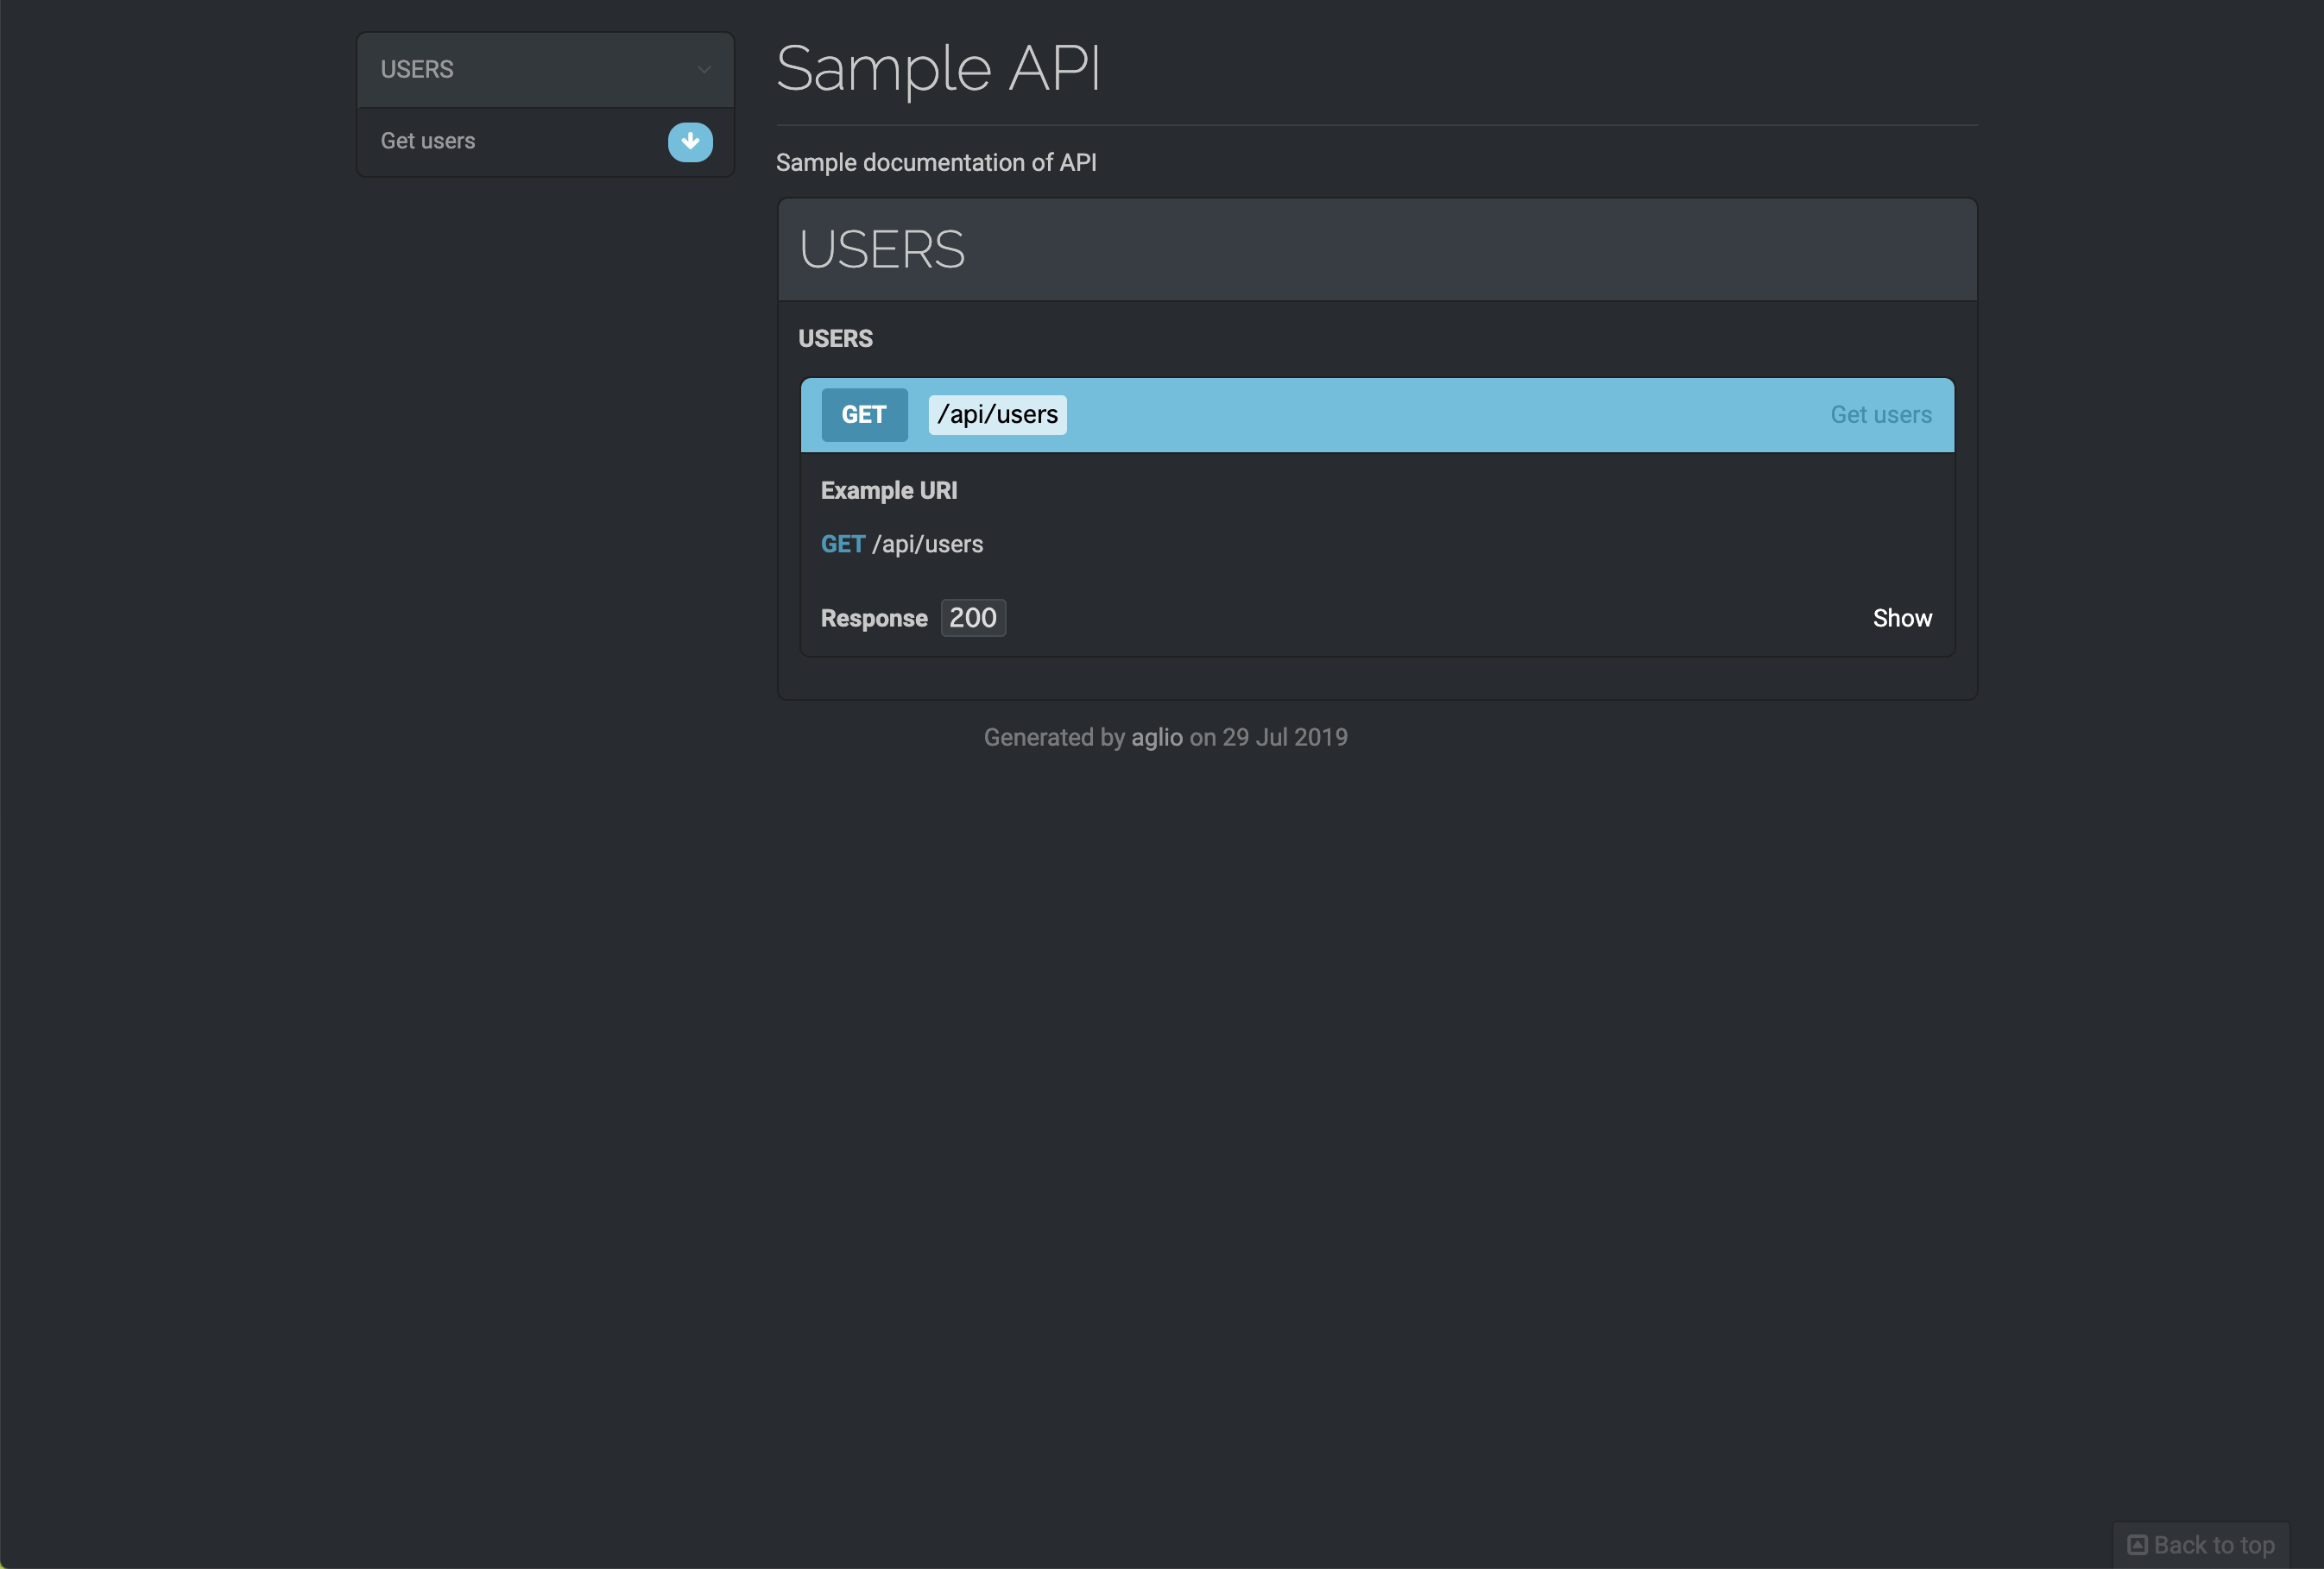 USERS
Get users
Sample API
Sample documentation of API
USERS
USERS
GET /api/users Get users
Example URI
GET /api/users
Response 200 Show
Generated by aglio on 29 Jul 2019
Back to top